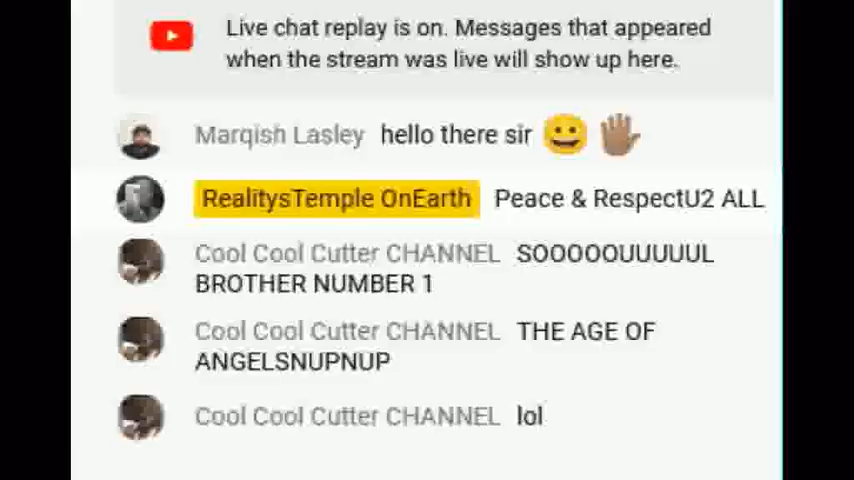 Live chat replay is on. Messages that appeared
when the stream was live will show up here.
Marqish Lasley hello there sir 😀 🖐🏽
RealitysTemple OnEarth Peace & RespectU2 ALL
Cool Cool Cutter CHANNEL SOOOOOUUUUUL
BROTHER NUMBER 1
Cool Cool Cutter CHANNEL THE AGE OF
ANGELSNUPNUP
Cool Cool Cutter CHANNEL lol